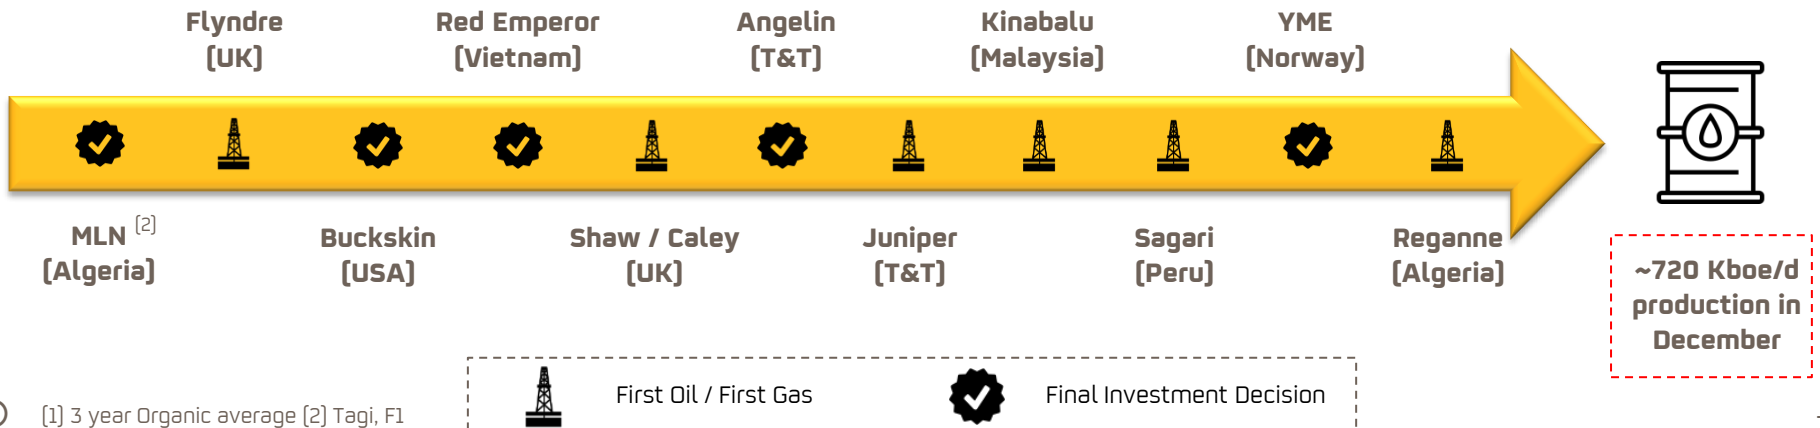 Flyndre
(UK)
Red Emperor
(Vietnam)
Angelin
(T&T)
Kinabalu
(Malaysia)
YME
(Norway)
MLN (2)
(Algeria)
Buckskin
(USA)
Shaw / Caley
(UK)
Juniper
(T&T)
Sagari
(Peru)
Reganne
(Algeria)
~720 Kboe/d
production in
December
First Oil / First Gas
Final Investment Decision
(1) 3 year Organic average (2) Tagi, F1